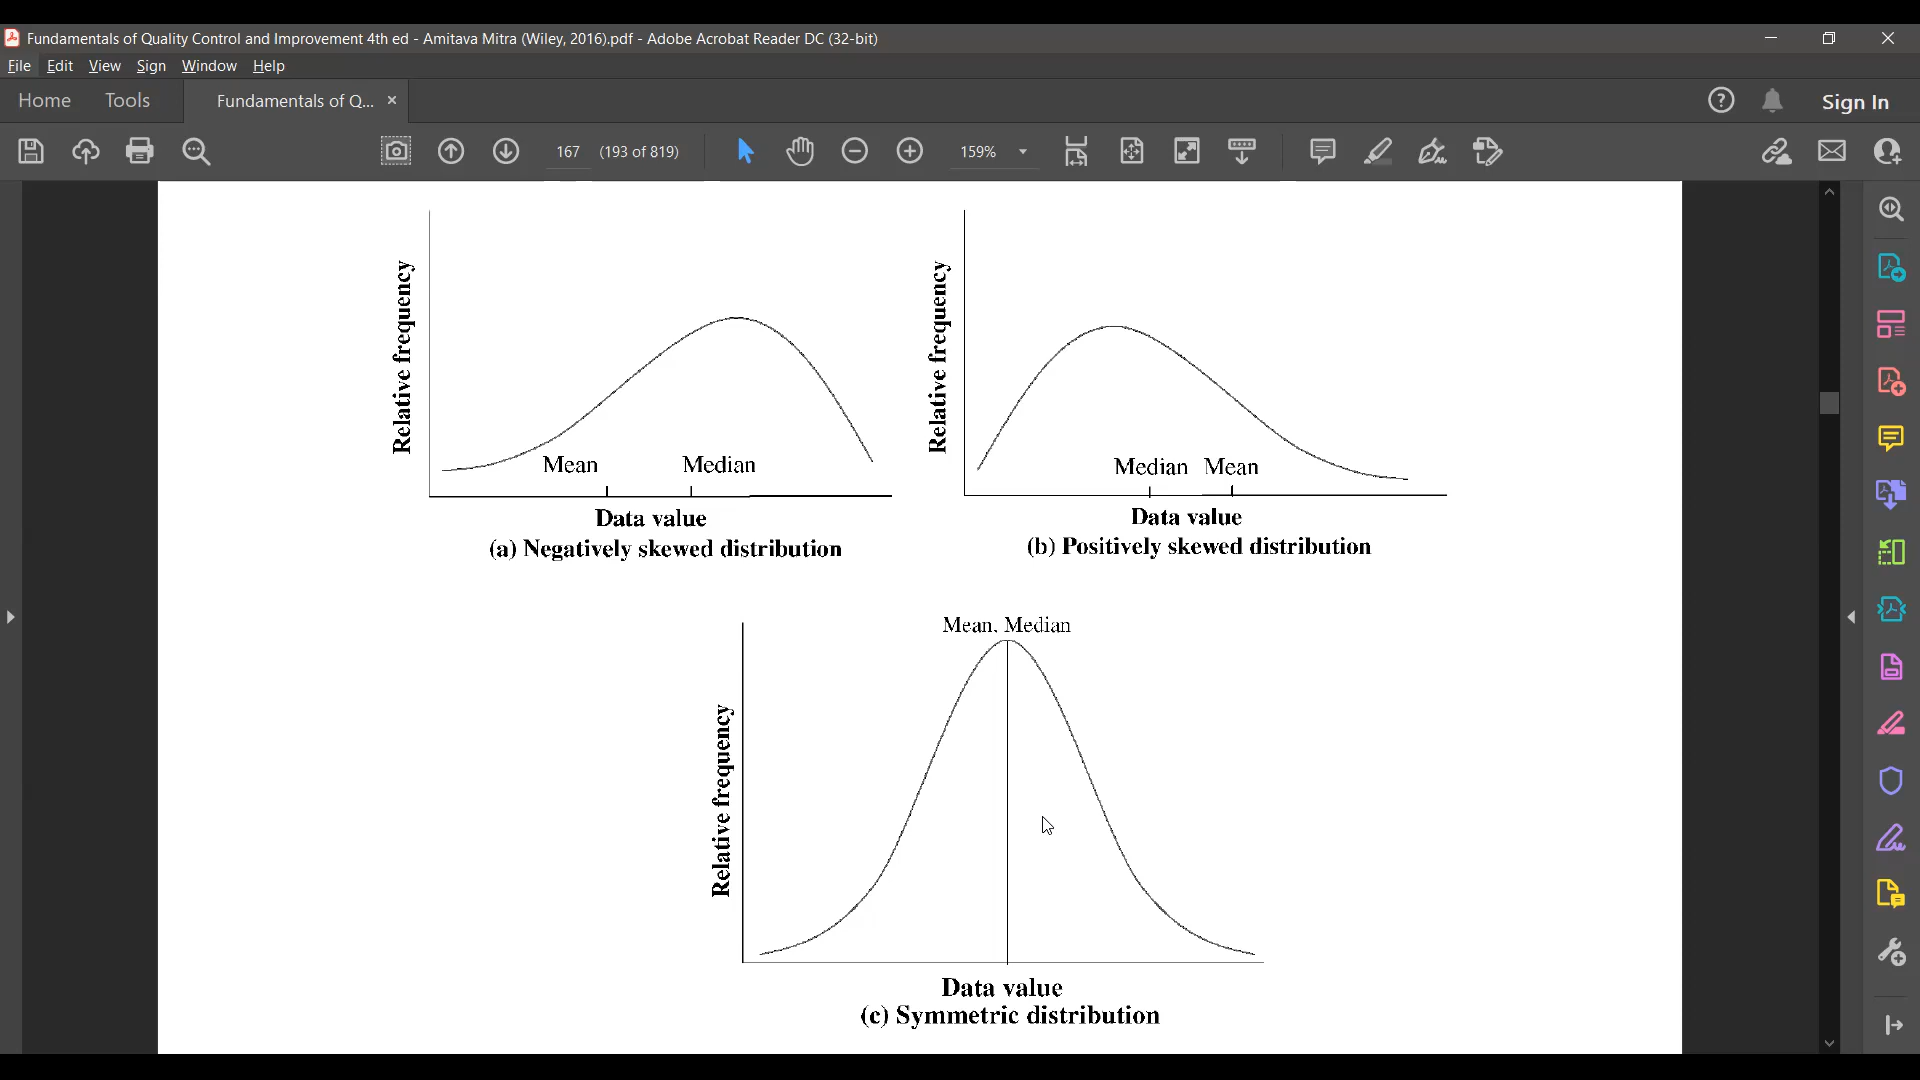 Fundamentals of Quality Control and Improvement 4th ed - Amitava Mitra (Wiley, 2016).pdf - Adobe Acrobat Reader DC (32-bit)
File Edit View Sign Window Help
Home Tools Fundamentals of Q... × Sign In
167 (193 of 819) 159%
Relative frequency
Mean Median
Data value
(a) Negatively skewed distribution
Relative frequency
Median Mean
Data value
(b) Positively skewed distribution
Mean, Median
Relative frequency
Data value
(c) Symmetric distribution